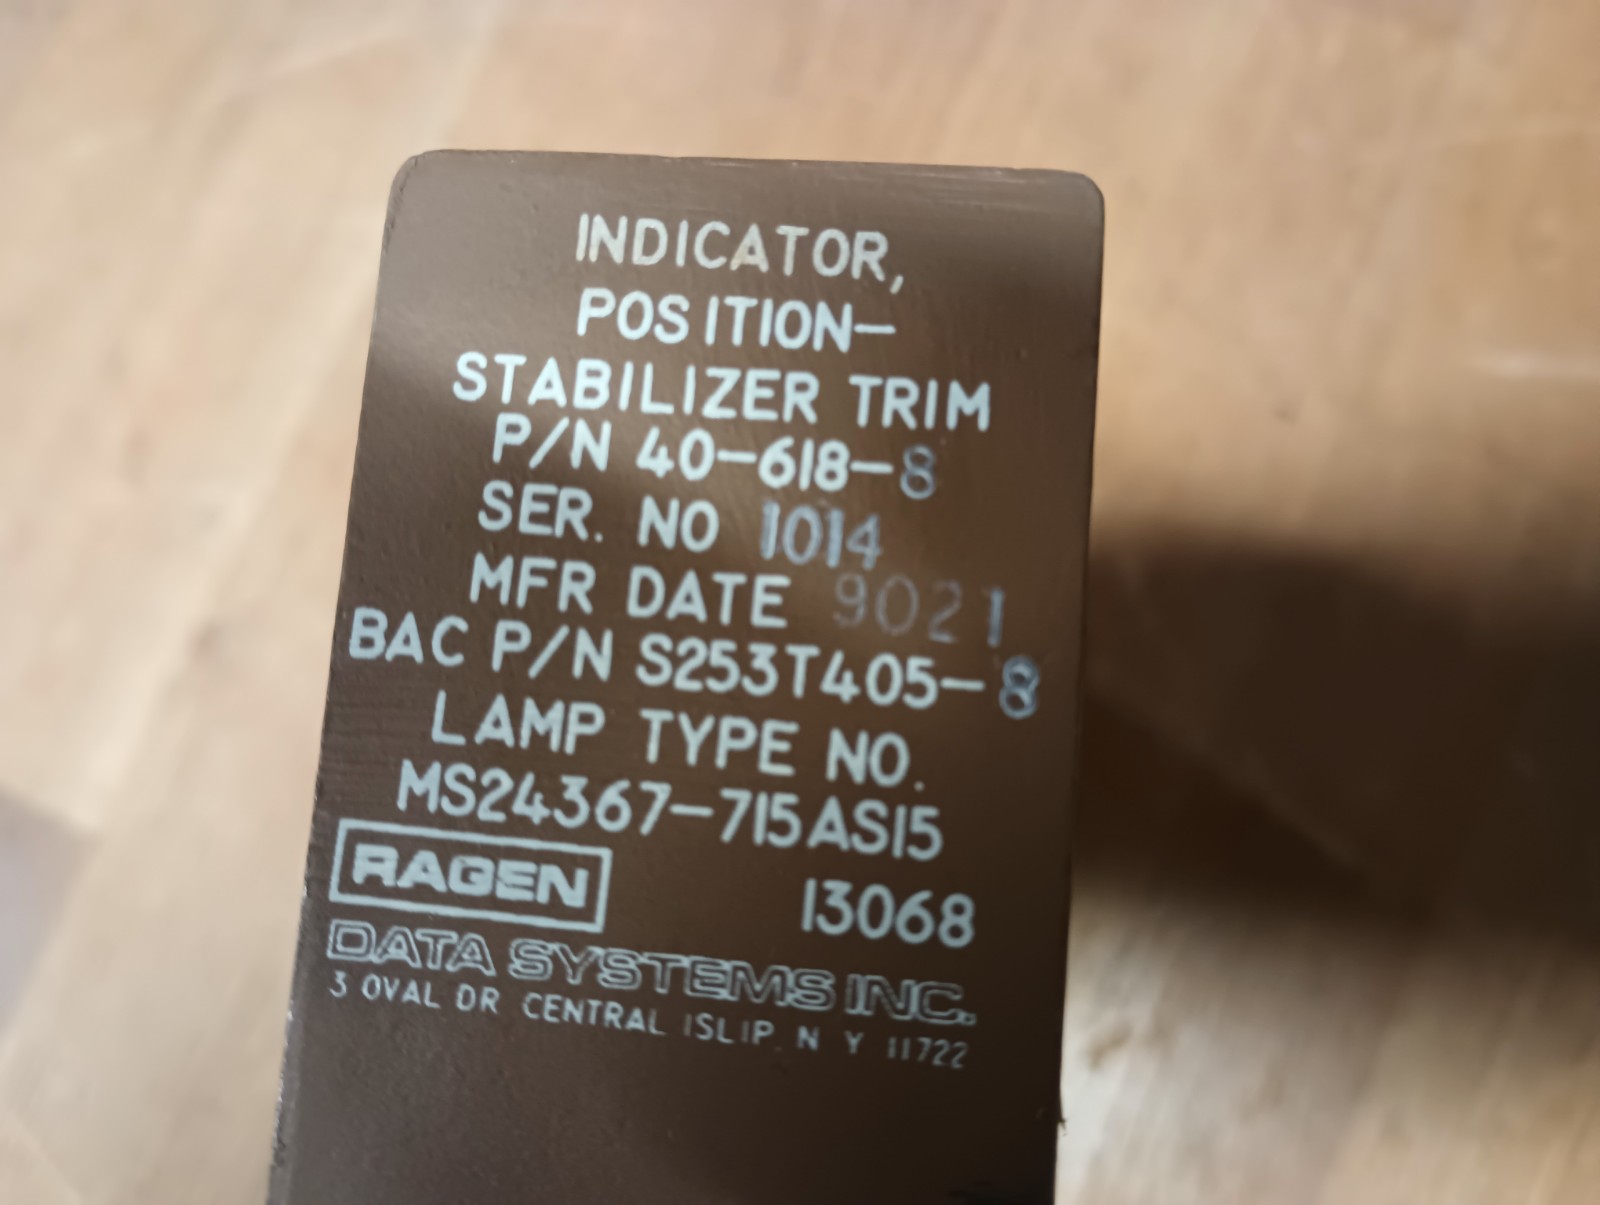 INDICATOR,
POSITION-
STABILIZER TRIM
P/N 40-618-8
SER. NO 1014
MFR DATE 9021
BAC P/N S253T405-8
LAMP TYPE NO.
MS24367-715AS15
RAGEN 13068
DATA SYSTEMS INC.
3 OVAL DR CENTRAL ISLIP, N Y 11722